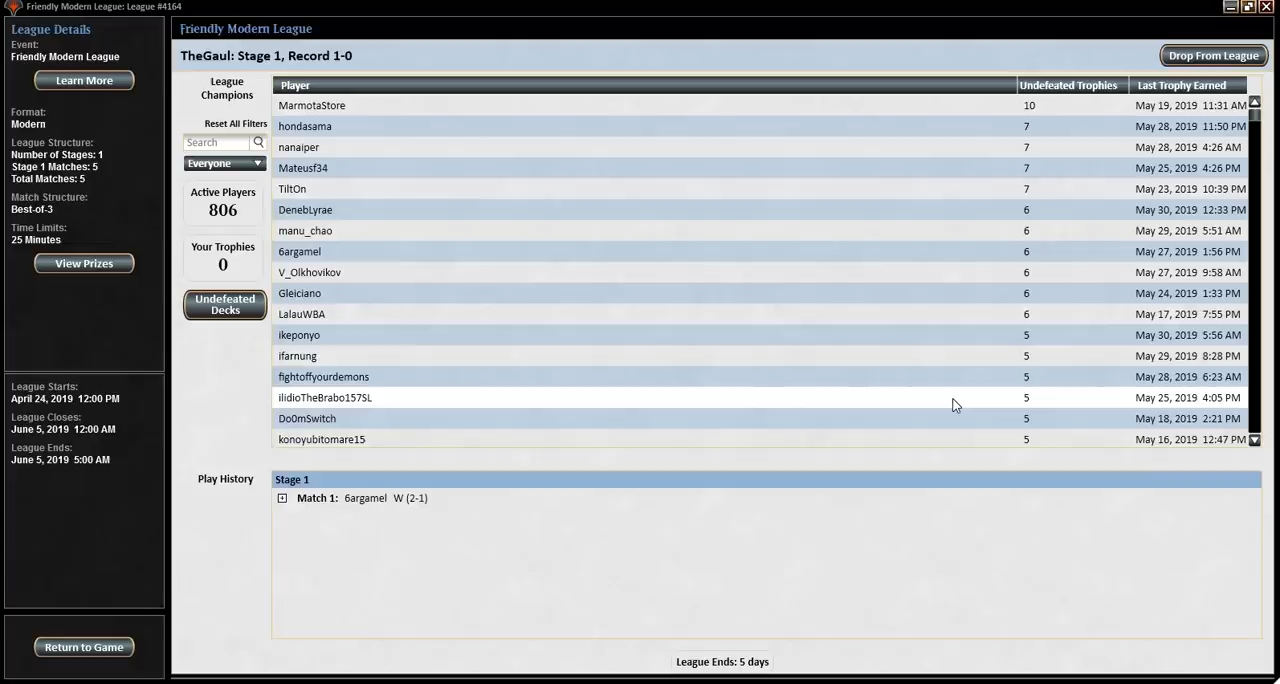 Friendly Modern League: League #4164
League Details
Event:
Friendly Modern League
Learn More
Format:
Modern
League Structure:
Number of Stages: 1
Stage 1 Matches: 5
Total Matches: 5
Match Structure:
Best-of-3
Time Limits:
25 Minutes
View Prizes
League Starts:
April 24, 2019 12:00 PM
League Closes:
June 5, 2019 12:00 AM
League Ends:
June 5, 2019 5:00 AM
Return to Game
Friendly Modern League
TheGaul: Stage 1, Record 1-0
Drop From League
League
Champions
Reset All Filters
Search
Everyone
Active Players
806
Your Trophies
0
Undefeated
Decks
Player Undefeated Trophies Last Trophy Earned
MarmotaStore 10 May 19, 2019 11:31 AM
hondasama 7 May 28, 2019 11:50 PM
nanaiper 7 May 28, 2019 4:26 AM
Mateusf34 7 May 25, 2019 4:26 PM
TiltOn 7 May 23, 2019 10:39 PM
DenebLyrae 6 May 30, 2019 12:33 PM
manu_chao 6 May 29, 2019 5:51 AM
6argamel 6 May 27, 2019 1:56 PM
V_Olkhovikov 6 May 27, 2019 9:58 AM
Gleiciano 6 May 24, 2019 1:33 PM
LalauWBA 6 May 17, 2019 7:55 PM
ikeponyo 5 May 30, 2019 5:56 AM
ifarnung 5 May 29, 2019 8:28 PM
fightoffyourdemons 5 May 28, 2019 6:23 AM
ilidioTheBrabo157SL 5 May 25, 2019 4:05 PM
Do0mSwitch 5 May 18, 2019 2:21 PM
konoyubitomare15 5 May 16, 2019 12:47 PM
Play History
Stage 1
Match 1: 6argamel W (2-1)
League Ends: 5 days